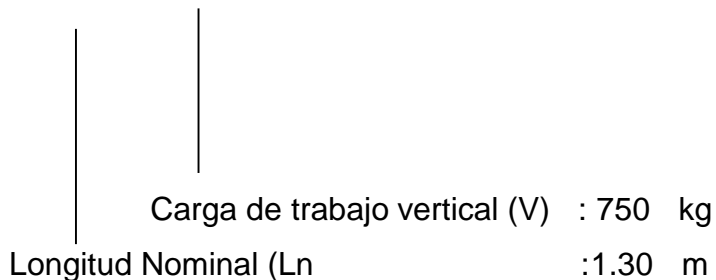 Carga de trabajo vertical (V) : 750 kg
Longitud Nominal (Ln :1.30 m